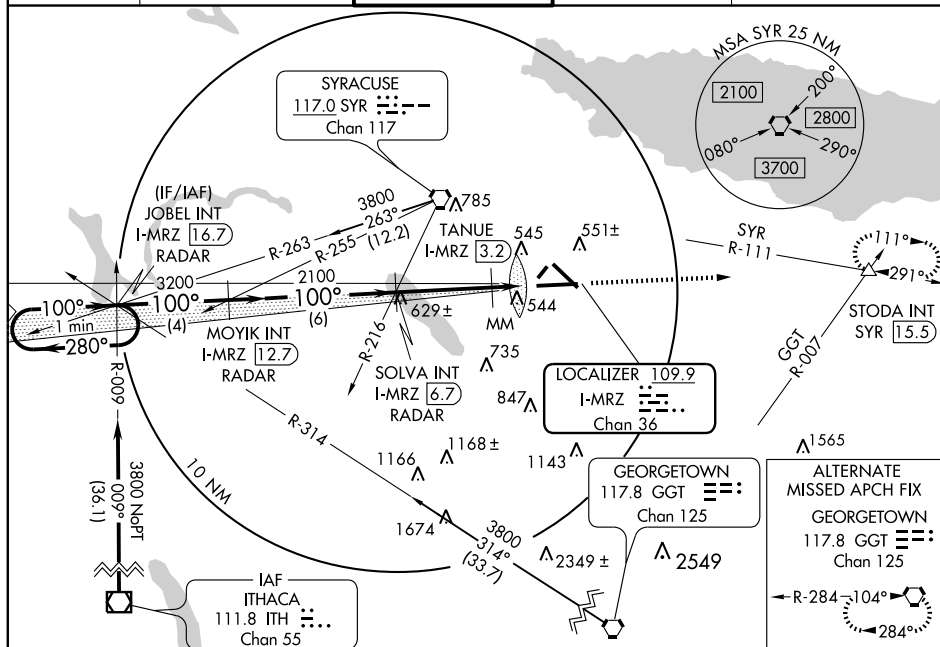 MSA SYR 25 NM
2100
200°
2800
080°
290°
3700
SYRACUSE
117.0 SYR
Chan 117
(IF/IAF)
JOBEL INT
I-MRZ 16.7
RADAR
3800
263°
(12.2)
R-263
R-255
785
TANUE
I-MRZ 3.2
545
551±
SYR
R-111
111°
291°
STODA INT
SYR 15.5
3200
2100
100°
100°
100°
1 min
(4)
(6)
280°
MOYIK INT
I-MRZ 12.7
RADAR
629±
R-216
SOLVA INT
I-MRZ 6.7
RADAR
MM
544
735
847
LOCALIZER 109.9
I-MRZ
Chan 36
GGT
R-007
R-009
R-314
3800 NoPT
009°
(36.1)
10 NM
1166
1168±
1143
1674
1565
3800
314°
(33.7)
2349±
2549
GEORGETOWN
117.8 GGT
Chan 125
IAF
ITHACA
111.8 ITH
Chan 55
ALTERNATE
MISSED APCH FIX
GEORGETOWN
117.8 GGT
Chan 125
R-284
104°
284°